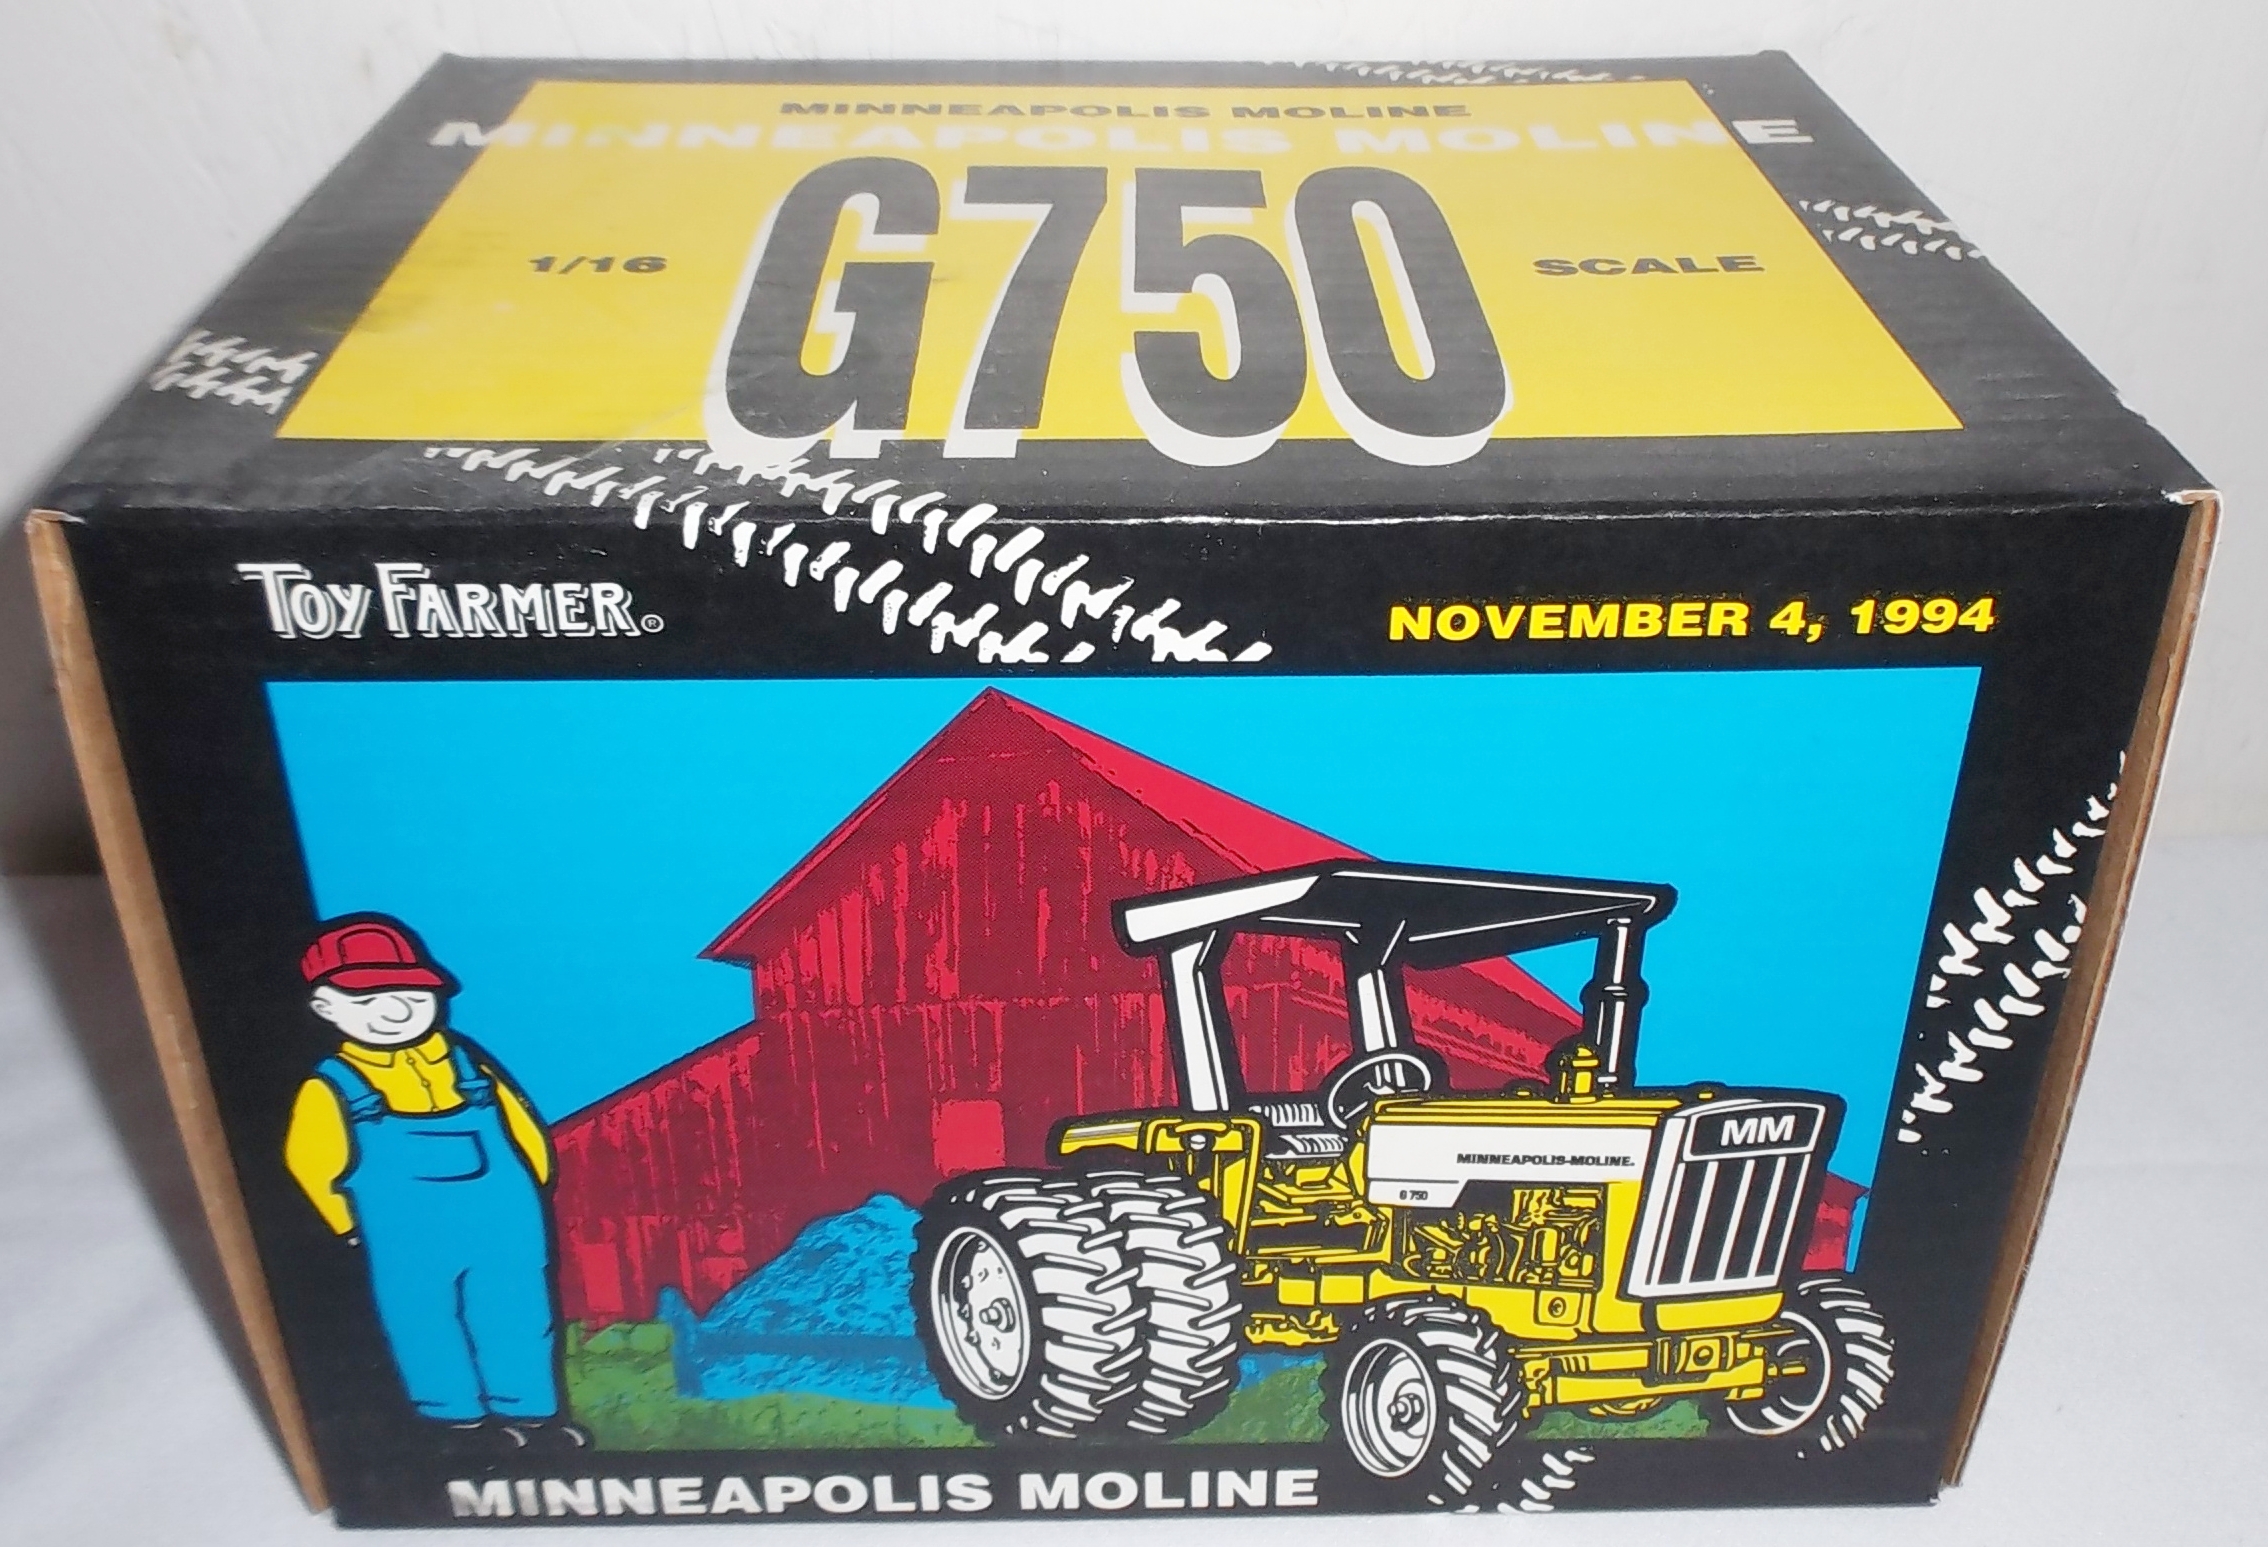 MINNEAPOLIS MOLINE
MINNEAPOLIS MOLINE
1/16 G750 SCALE
TOY FARMER®
NOVEMBER 4, 1994
MM
MINNEAPOLIS-MOLINE.
G 750
MINNEAPOLIS MOLINE